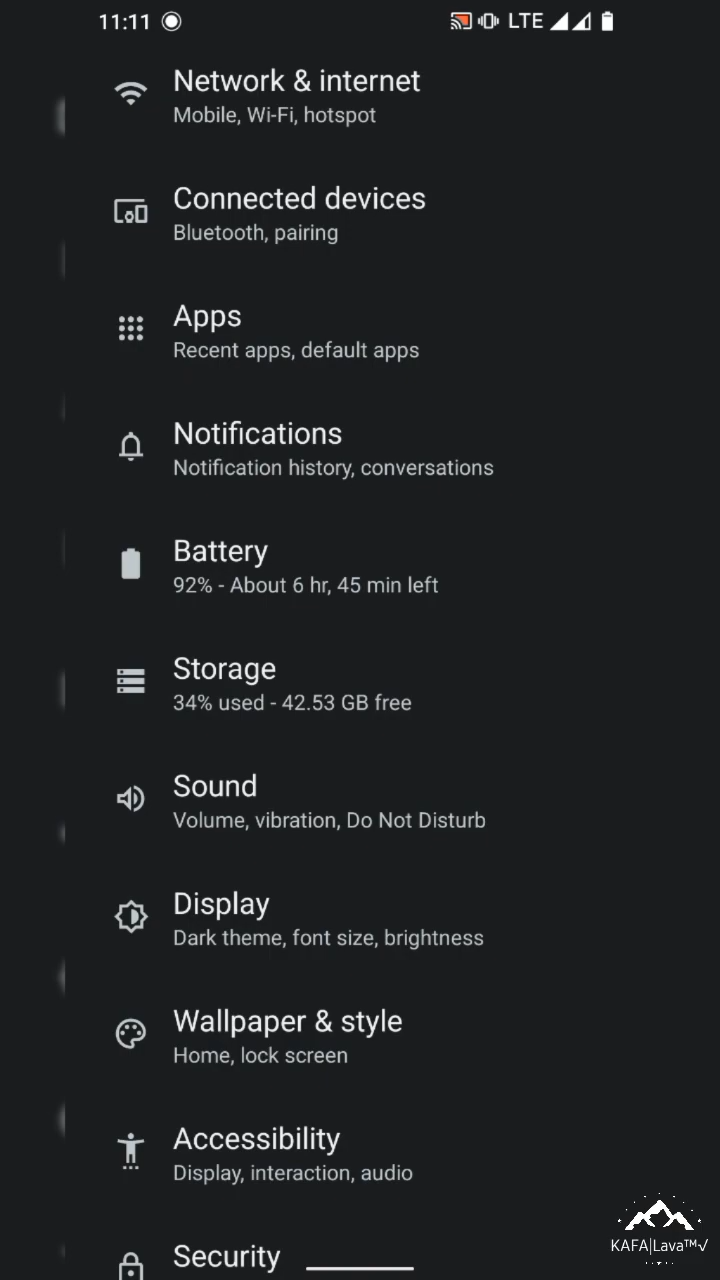 11:11 LTE
Network & internet
Mobile, Wi-Fi, hotspot
Connected devices
Bluetooth, pairing
Apps
Recent apps, default apps
Notifications
Notification history, conversations
Battery
92% - About 6 hr, 45 min left
Storage
34% used - 42.53 GB free
Sound
Volume, vibration, Do Not Disturb
Display
Dark theme, font size, brightness
Wallpaper & style
Home, lock screen
Accessibility
Display, interaction, audio
Security
KAFA|Lava™√